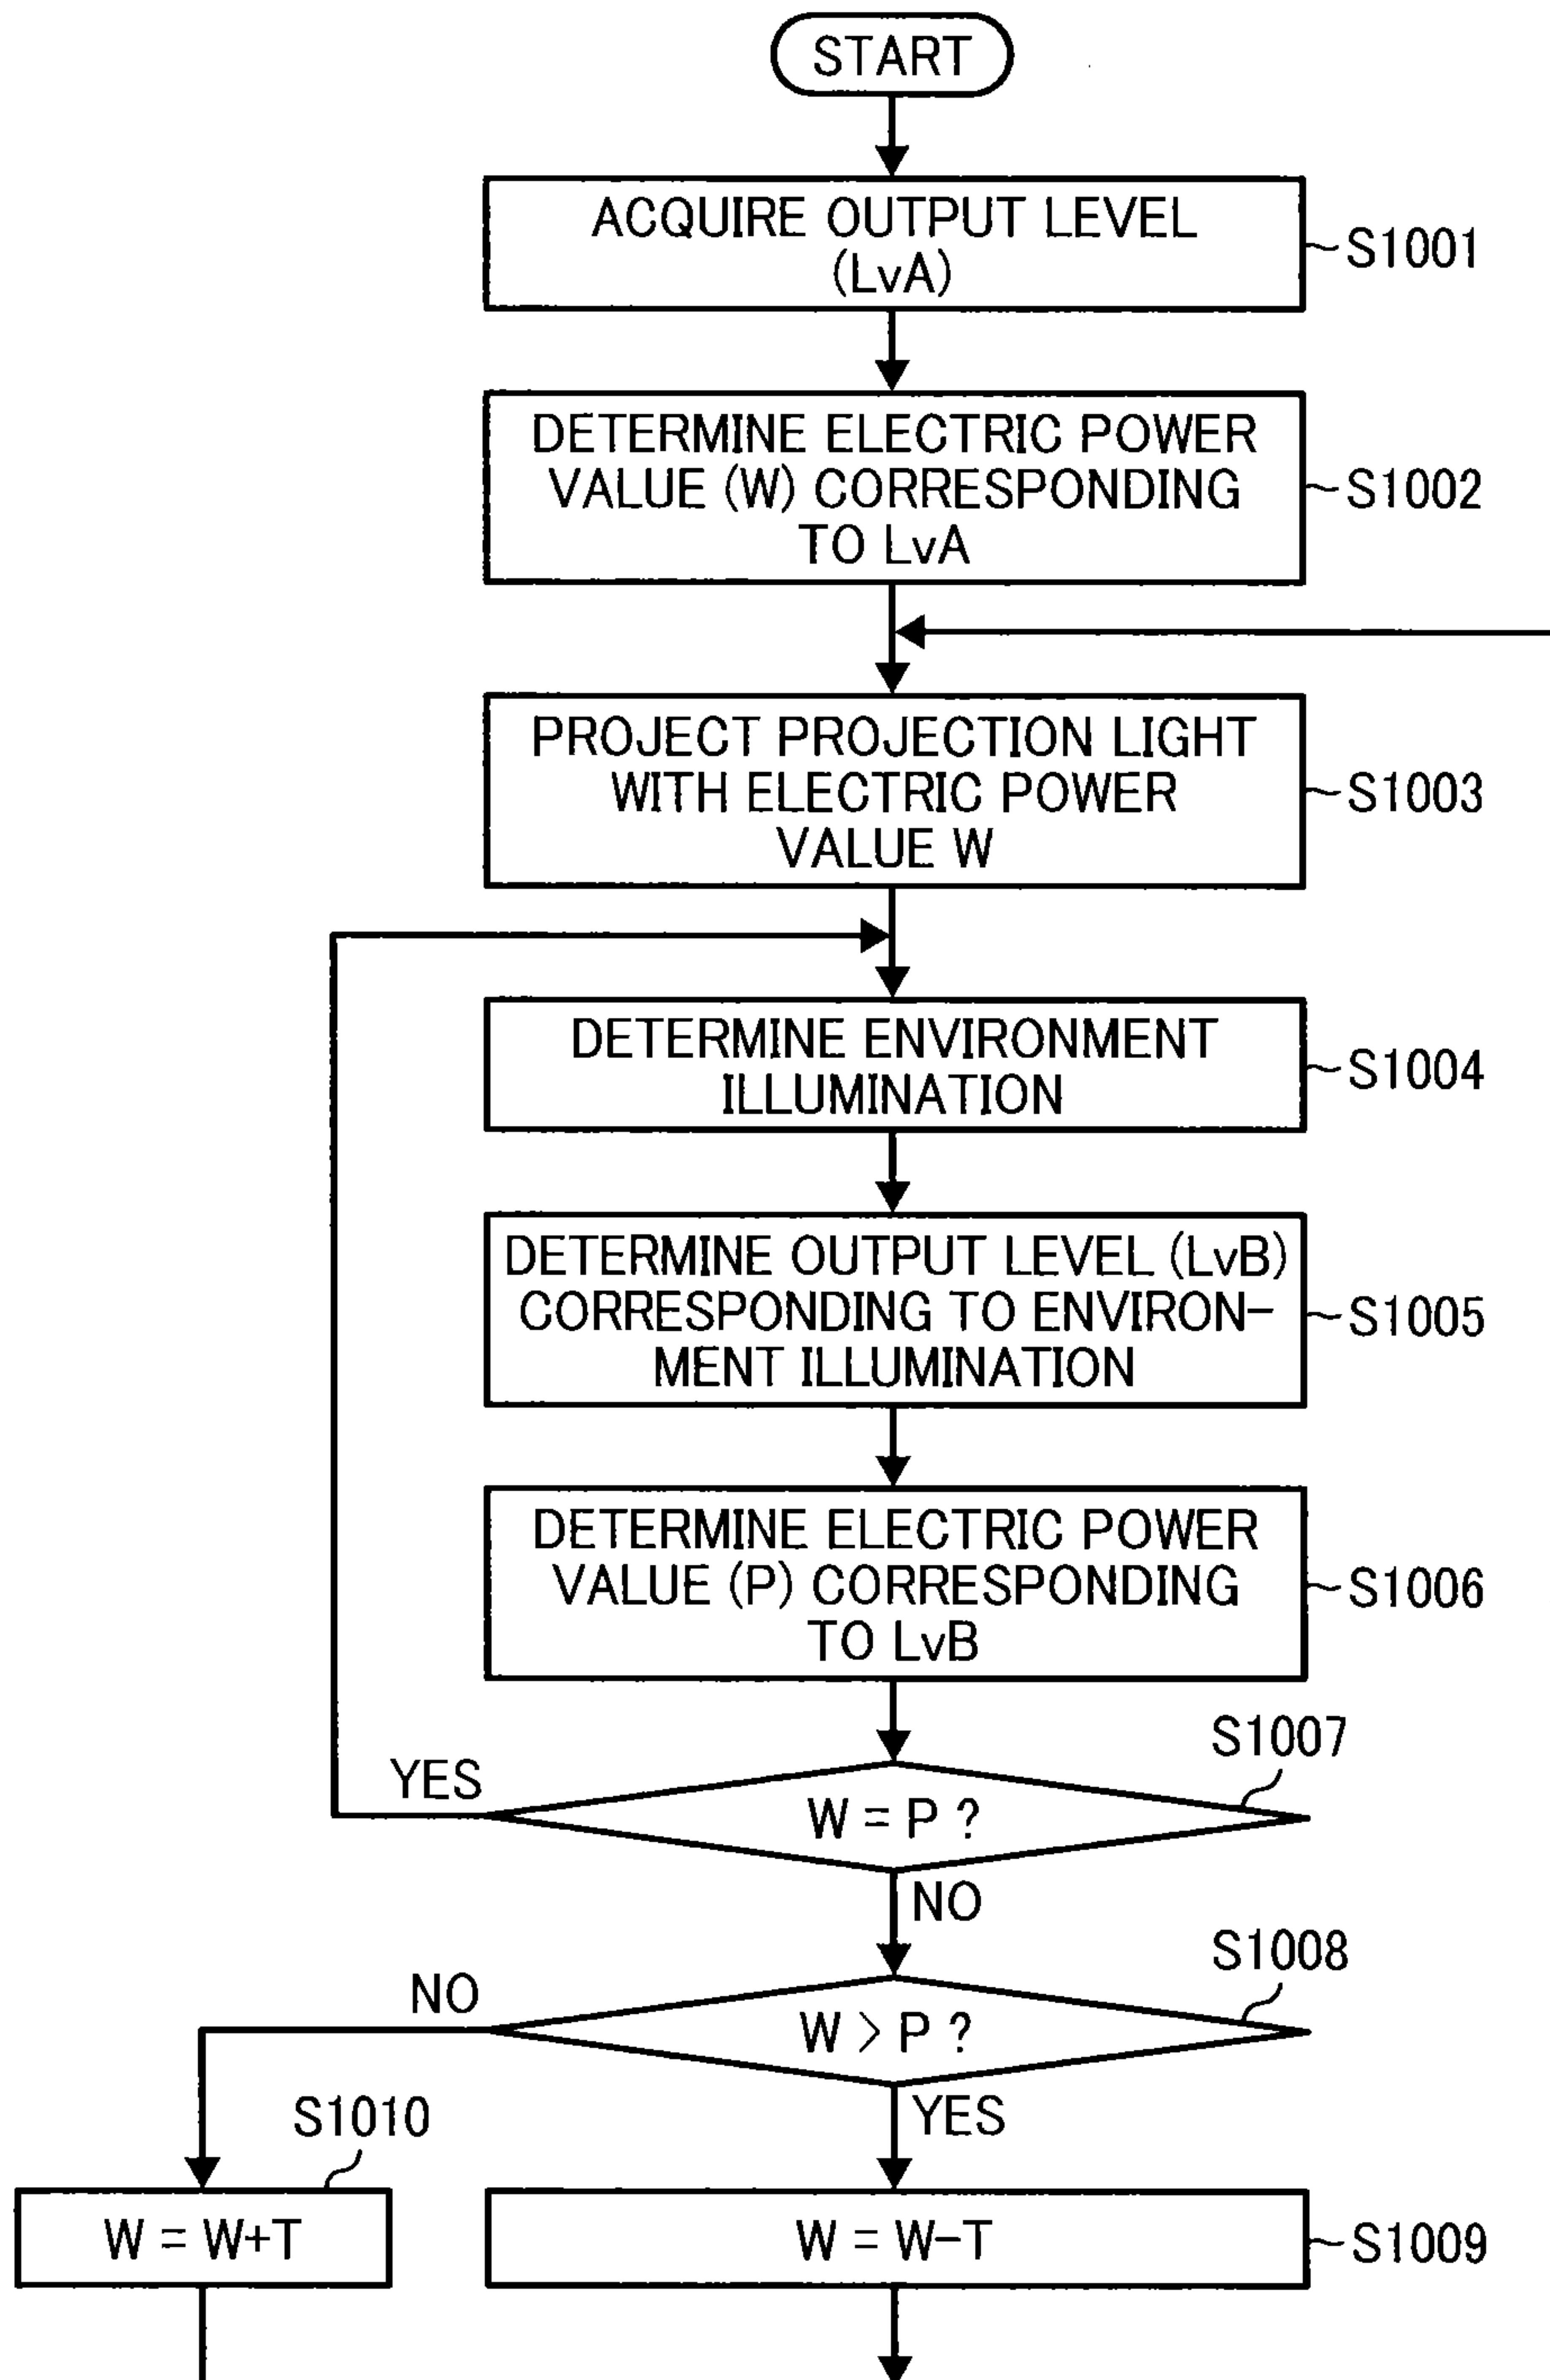 START
ACQUIRE OUTPUT LEVEL
(LvA)
S1001
DETERMINE ELECTRIC POWER
VALUE (W) CORRESPONDING
TO LvA
S1002
PROJECT PROJECTION LIGHT
WITH ELECTRIC POWER
VALUE W
S1003
DETERMINE ENVIRONMENT
ILLUMINATION
S1004
DETERMINE OUTPUT LEVEL (LvB)
CORRESPONDING TO ENVIRON-
MENT ILLUMINATION
S1005
DETERMINE ELECTRIC POWER
VALUE (P) CORRESPONDING
TO LvB
S1006
S1007
YES
W = P ?
NO
S1008
NO
W > P ?
YES
S1010
W = W+T
W = W-T
S1009